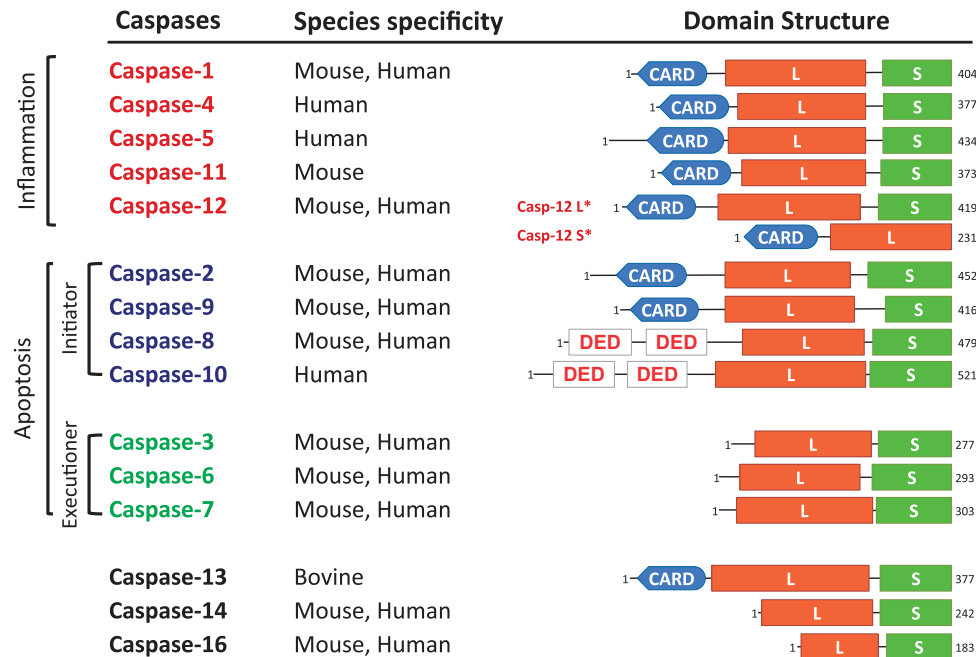 Caspases Species specificity Domain Structure
Inflammation
Caspase-1 Mouse, Human 1 CARD L S 404
Caspase-4 Human 1 CARD L S 377
Caspase-5 Human 1 CARD L S 434
Caspase-11 Mouse 1 CARD L S 373
Caspase-12 Mouse, Human Casp-12 L* 1 CARD L S 419
Casp-12 S* 1 CARD L 231
Apoptosis
Initiator
Caspase-2 Mouse, Human 1 CARD L S 452
Caspase-9 Mouse, Human 1 CARD L S 416
Caspase-8 Mouse, Human 1 DED DED L S 479
Caspase-10 Human 1 DED DED L S 521
Executioner
Caspase-3 Mouse, Human 1 L S 277
Caspase-6 Mouse, Human 1 L S 293
Caspase-7 Mouse, Human 1 L S 303
Caspase-13 Bovine 1 CARD L S 377
Caspase-14 Mouse, Human 1 L S 242
Caspase-16 Mouse, Human 1 L S 183